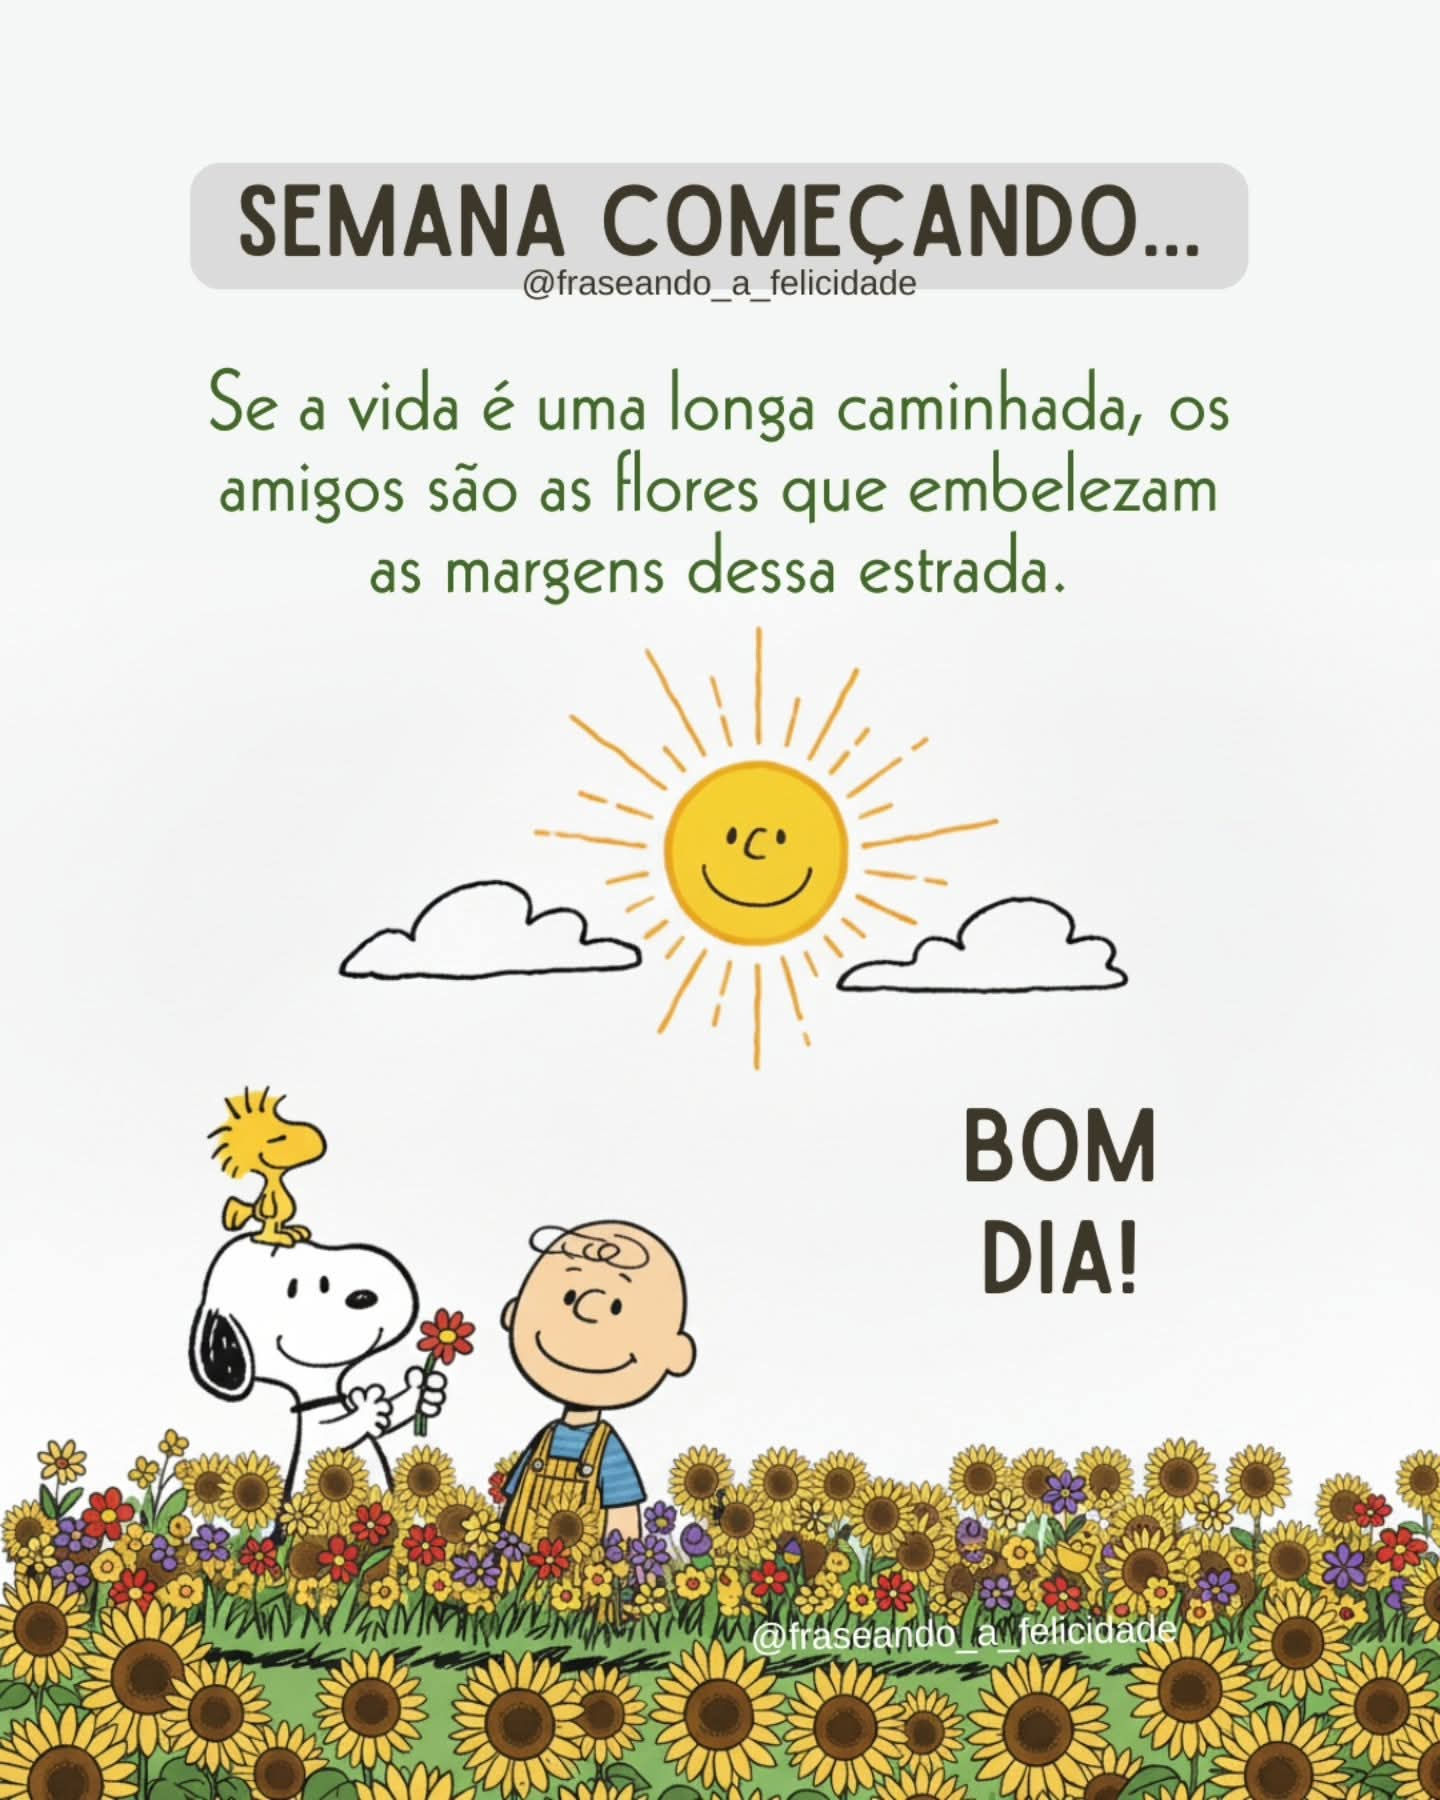 SEMANA COMEÇANDO...
@fraseando_a_felicidade
Se a vida é uma longa caminhada, os
amigos são as flores que embelezam
as margens dessa estrada.
BOM
DIA!
@fraseando_a_felicidade